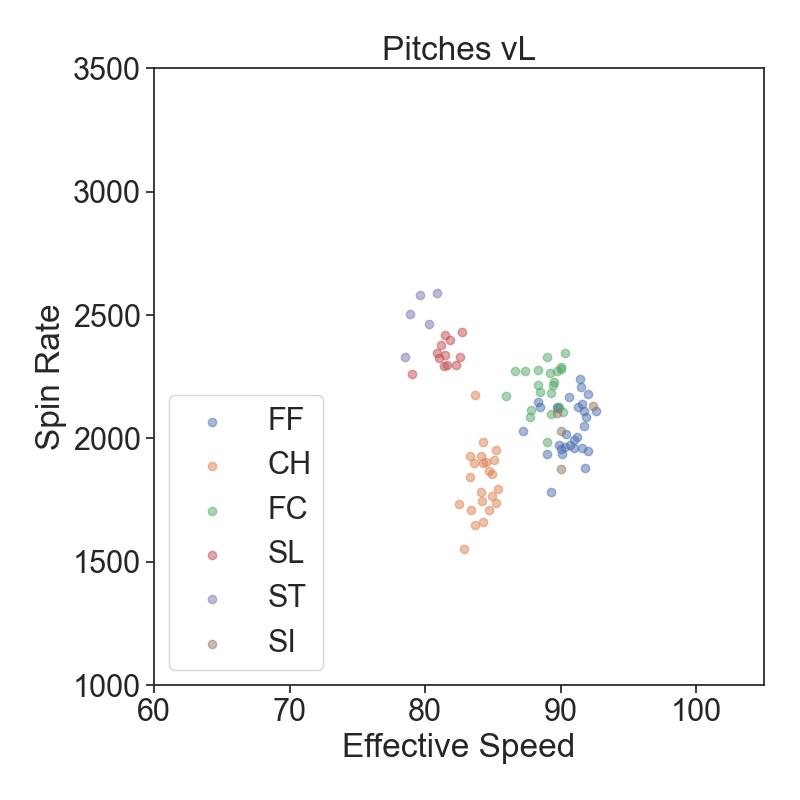 Pitches vL
3500
3000
2500
2000
1500
1000
Spin Rate
FF
CH
FC
SL
ST
SI
60 70 80 90 100
Effective Speed